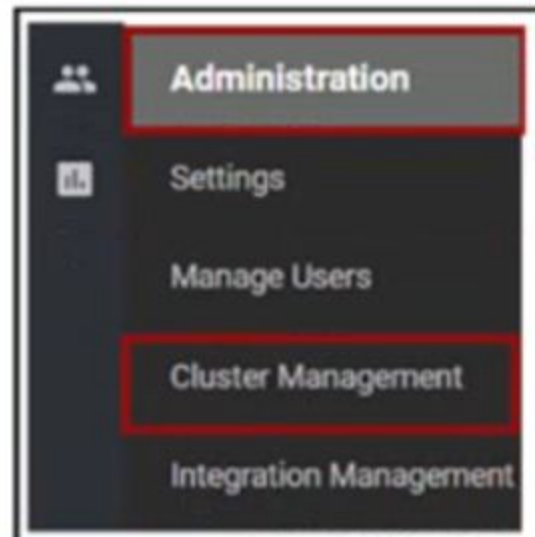 Administration
Settings
Manage Users
Cluster Management
Integration Management